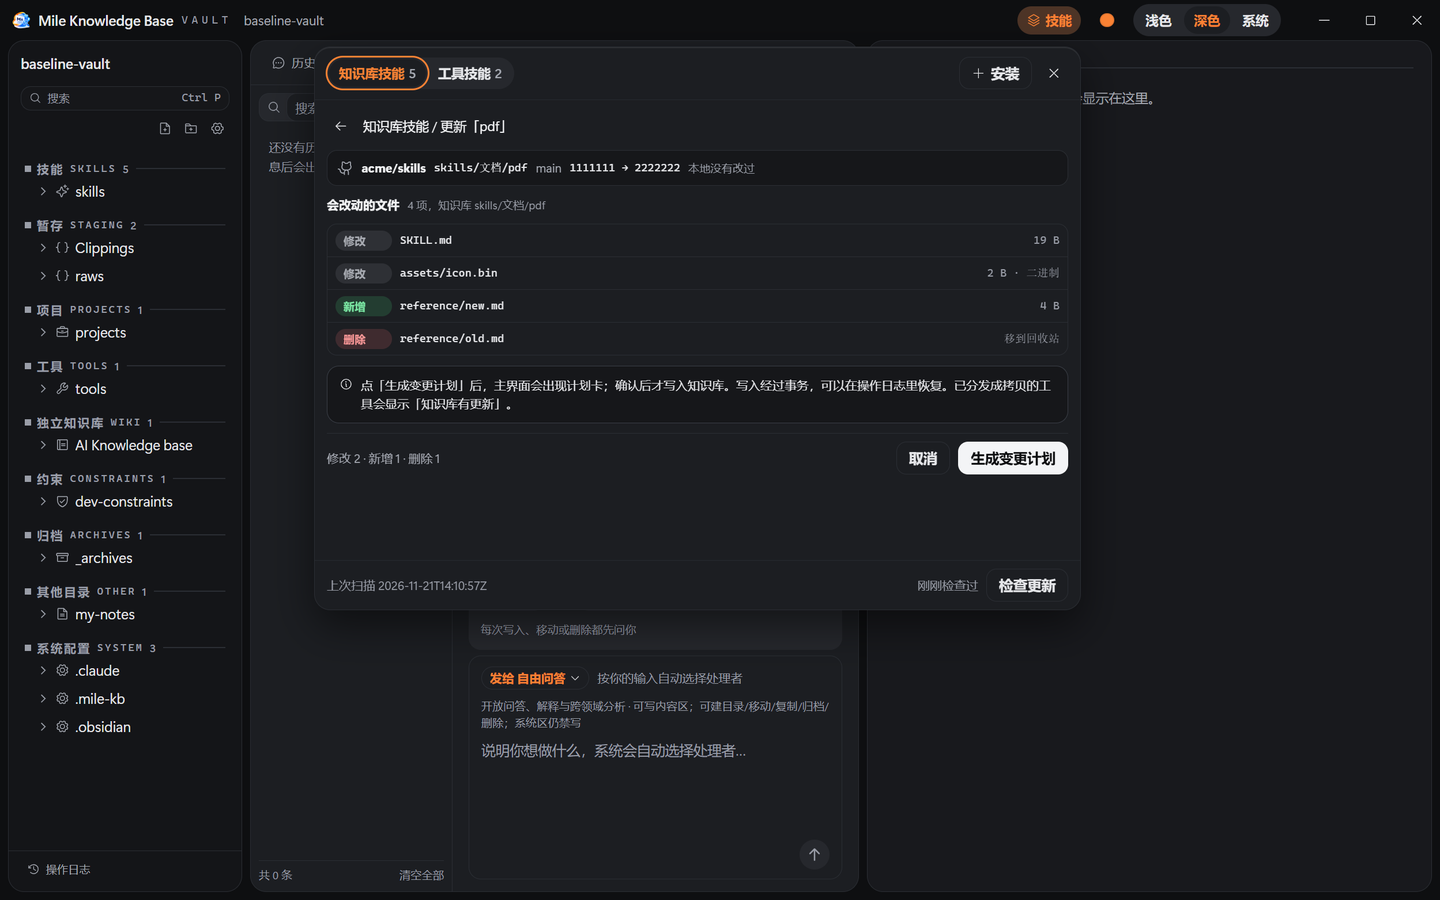 Mile Knowledge Base VAULT baseline-vault
技能
浅色 深色 系统
baseline-vault
搜索 Ctrl P
技能 SKILLS 5
skills
暂存 STAGING 2
Clippings
raws
项目 PROJECTS 1
projects
工具 TOOLS 1
tools
独立知识库 WIKI 1
AI Knowledge base
约束 CONSTRAINTS 1
dev-constraints
归档 ARCHIVES 1
_archives
其他目录 OTHER 1
my-notes
系统配置 SYSTEM 3
.claude
.mile-kb
.obsidian
操作日志
历史
搜索
还没有历
息后会出
共 0 条 清空全部
知识库技能 5 工具技能 2
安装
知识库技能 / 更新「pdf」
acme/skills skills/文档/pdf main 1111111 → 2222222 本地没有改过
会改动的文件 4 项，知识库 skills/文档/pdf
修改 SKILL.md 19 B
修改 assets/icon.bin 2 B · 二进制
新增 reference/new.md 4 B
删除 reference/old.md 移到回收站
点「生成变更计划」后，主界面会出现计划卡；确认后才写入知识库。写入经过事务，可以在操作日志里恢复。已分发成拷贝的工
具会显示「知识库有更新」。
修改 2 · 新增 1 · 删除 1
取消 生成变更计划
上次扫描 2026-11-21T14:10:57Z 刚刚检查过 检查更新
每次写入、移动或删除都先问你
发给 自由问答 按你的输入自动选择处理者
开放问答、解释与跨领域分析 · 可写内容区；可建目录/移动/复制/归档/
删除；系统区仍禁写
说明你想做什么，系统会自动选择处理者...
显示在这里。